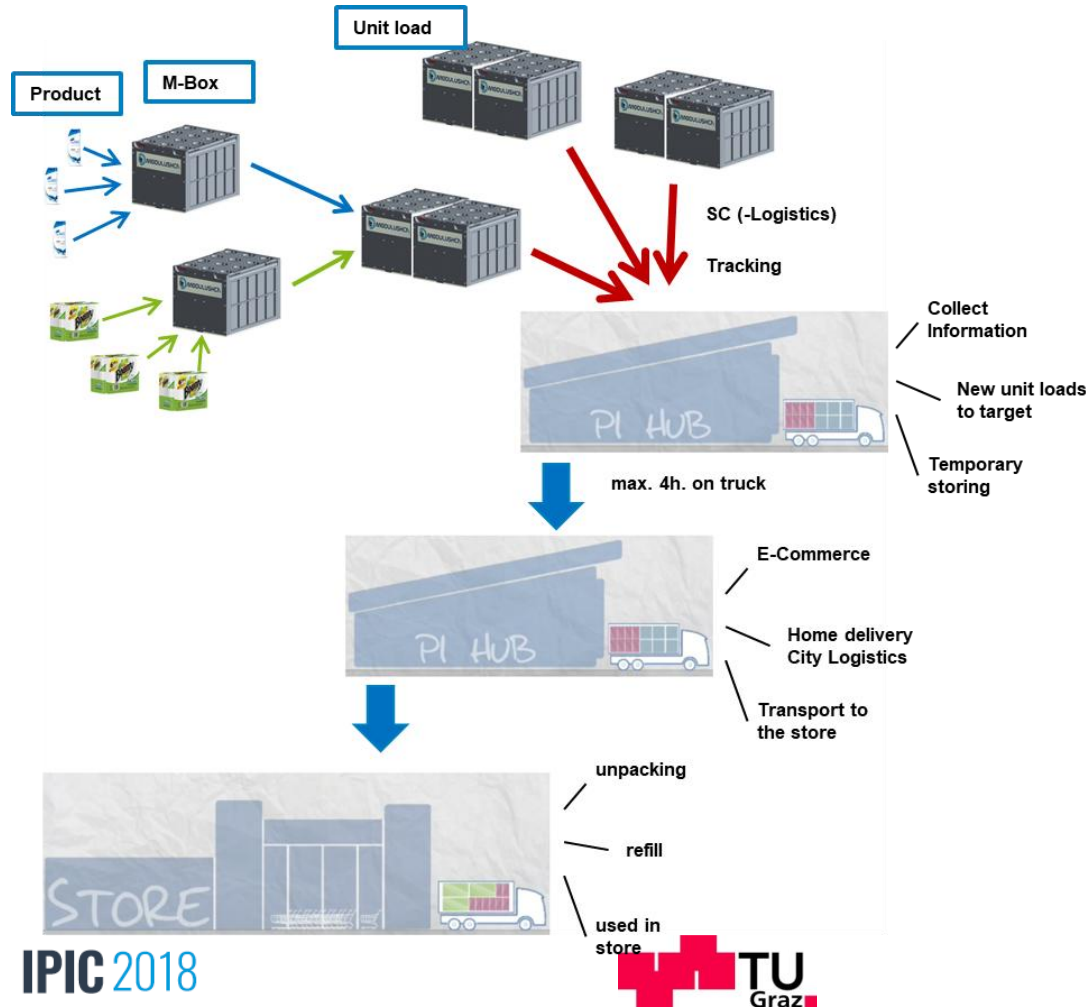 Unit load
Product
M-Box
MODULUSHCA
MODULUSHCA
MODULUSHCA
MODULUSHCA
MODULUSHCA
MODULUSHCA
MODULUSHCA
MODULUSHCA
SC (-Logistics)
Tracking
PI HUB
Collect
Information
New unit loads
to target
Temporary
storing
max. 4h. on truck
PI HUB
E-Commerce
Home delivery
City Logistics
Transport to
the store
STORE
unpacking
refill
used in
store
IPIC 2018
TU
Graz